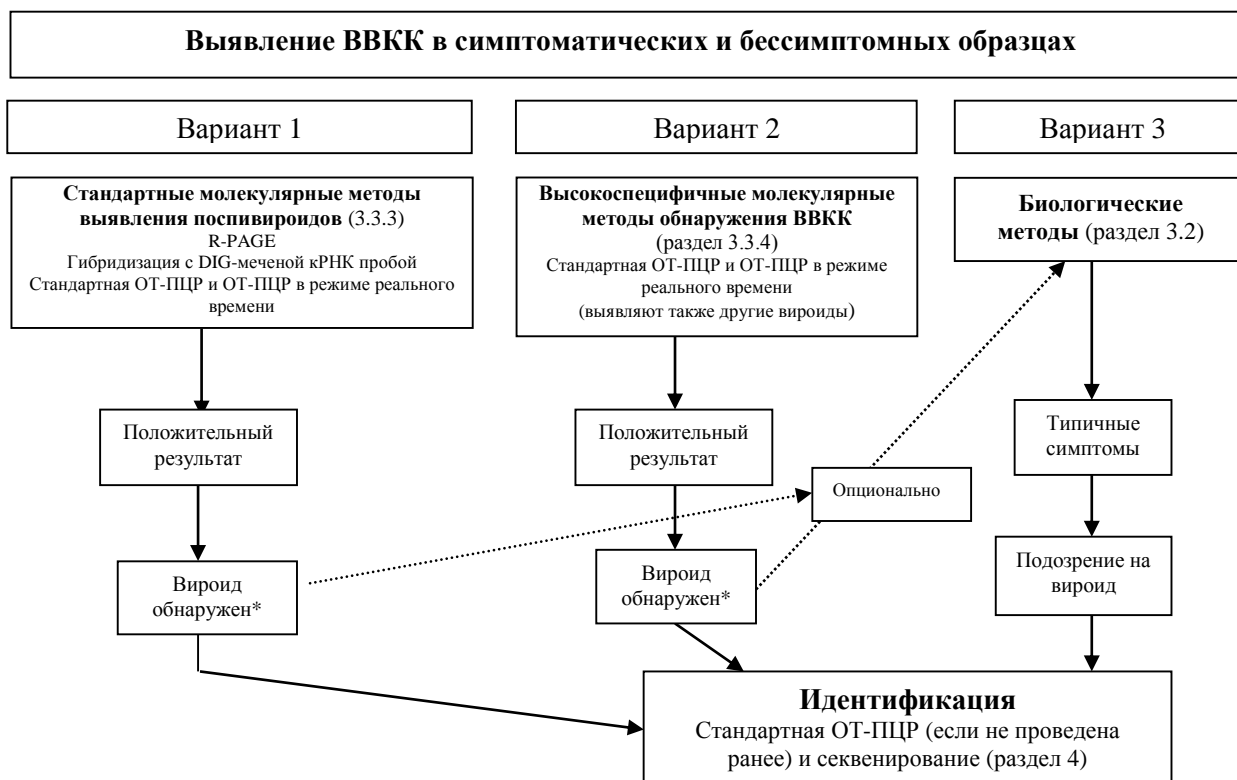 Выявление ВВКК в симптоматических и бессимптомных образцах
Вариант 1
Вариант 2
Вариант 3
Стандартные молекулярные методы
выявления поспивироидов (3.3.3)
R-PAGE
Гибридизация с DIG-меченой кРНК пробой
Стандартная ОТ-ПЦР и ОТ-ПЦР в режиме реального
времени
Высокоспецифичные молекулярные
методы обнаружения ВВКК
(раздел 3.3.4)
Стандартная ОТ-ПЦР и ОТ-ПЦР в режиме
реального времени
(выявляют также другие вироиды)
Биологические
методы (раздел 3.2)
Положительный
результат
Положительный
результат
Типичные
симптомы
Опционально
Вироид
обнаружен*
Вироид
обнаружен*
Подозрение на
вироид
Идентификация
Стандартная ОТ-ПЦР (если не проведена
ранее) и секвенирование (раздел 4)